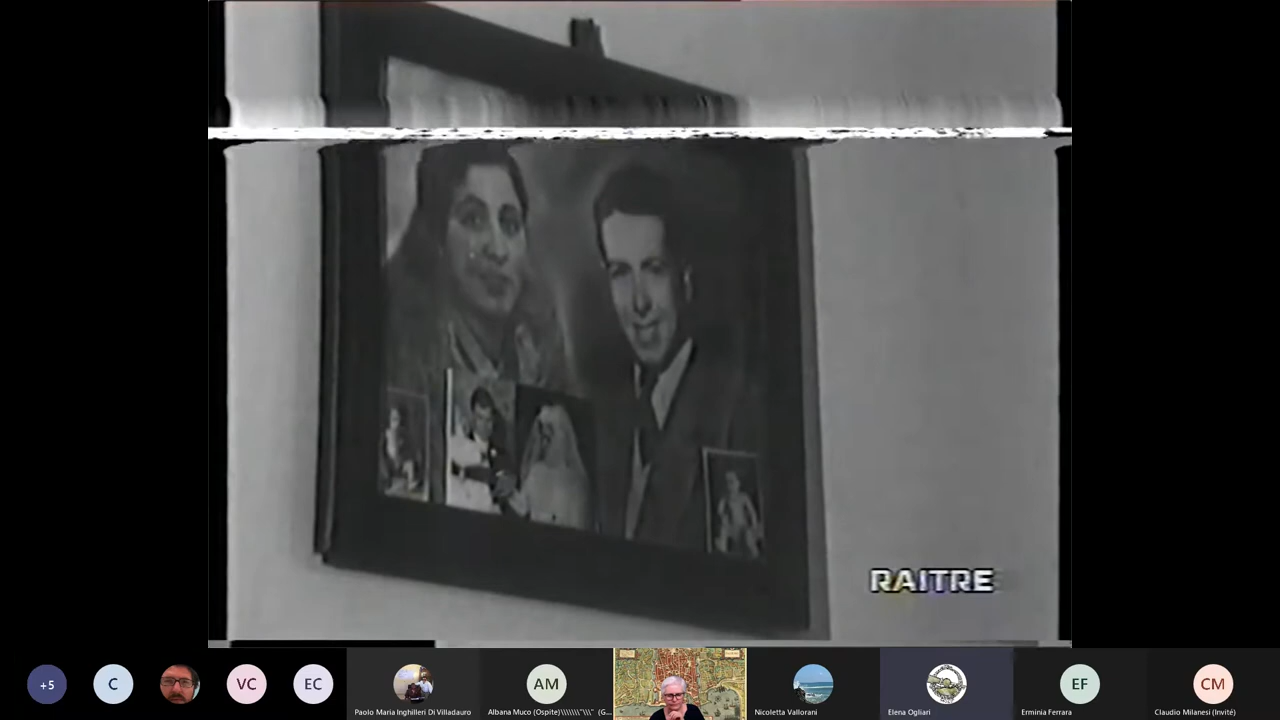 RAITRE
+5
C
VC
EC
Paolo Maria Inghilleri Di Villadauro
AM
Albana Muco (Ospite)\\\\\\\"\\\" (G...
Nicoletta Vallorani
Elena Ogliari
EF
Erminia Ferrara
CM
Claudio Milanesi (Invité)